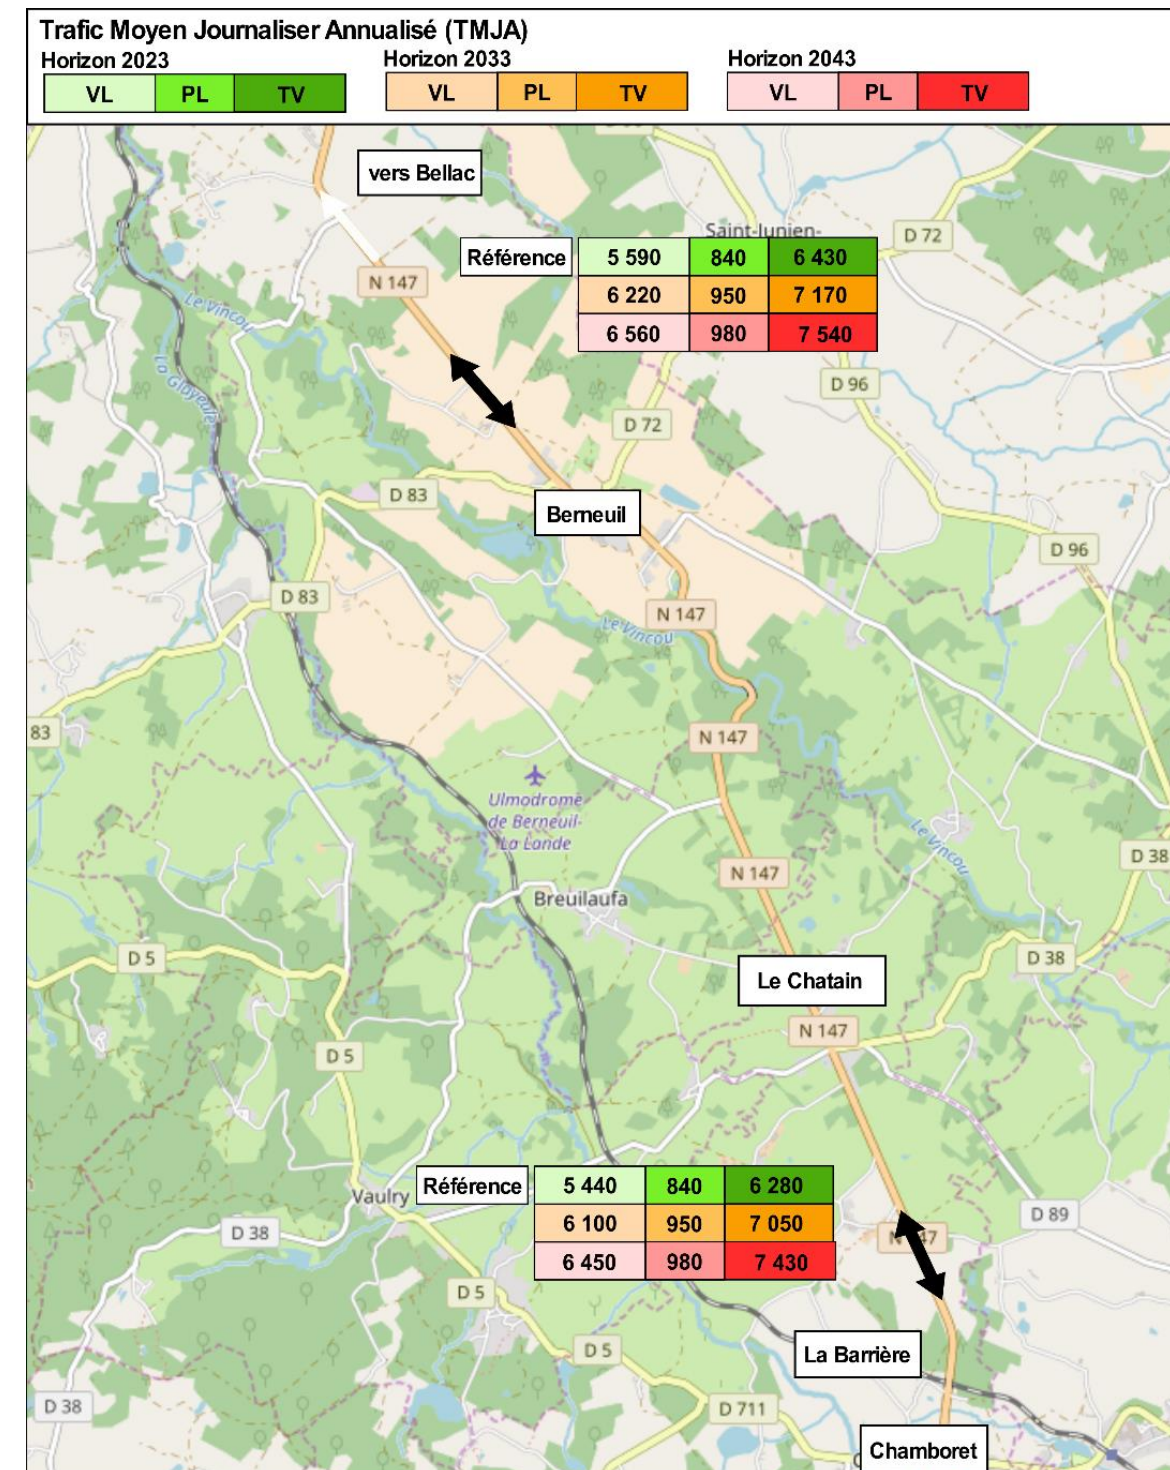 Trafic Moyen Journaliser Annualisé (TMJA)
Horizon 2023 Horizon 2033 Horizon 2043
VL PL TV VL PL TV VL PL TV
vers Bellac
Saint-Junien-
D 72
Référence 5 590 840 6 430
N 147
6 220 950 7 170
Le Vincou
6 560 980 7 540
La Glayeule
D 96
D 72
D 83
Berneuil
D 96
D 83
N 147
Le Vincou
83
N 147
Ulmodrome
de Berneuil-
La Lande
Le Vincou
D 38
N 147
Breuilaufa
D 5
D 38
Le Chatain
N 147
D 5
Référence 5 440 840 6 280
Vaulry
6 100 950 7 050
D 89
D 38
N 147
6 450 980 7 430
D 5
D 5
La Barrière
D 38
D 711
Chamboret